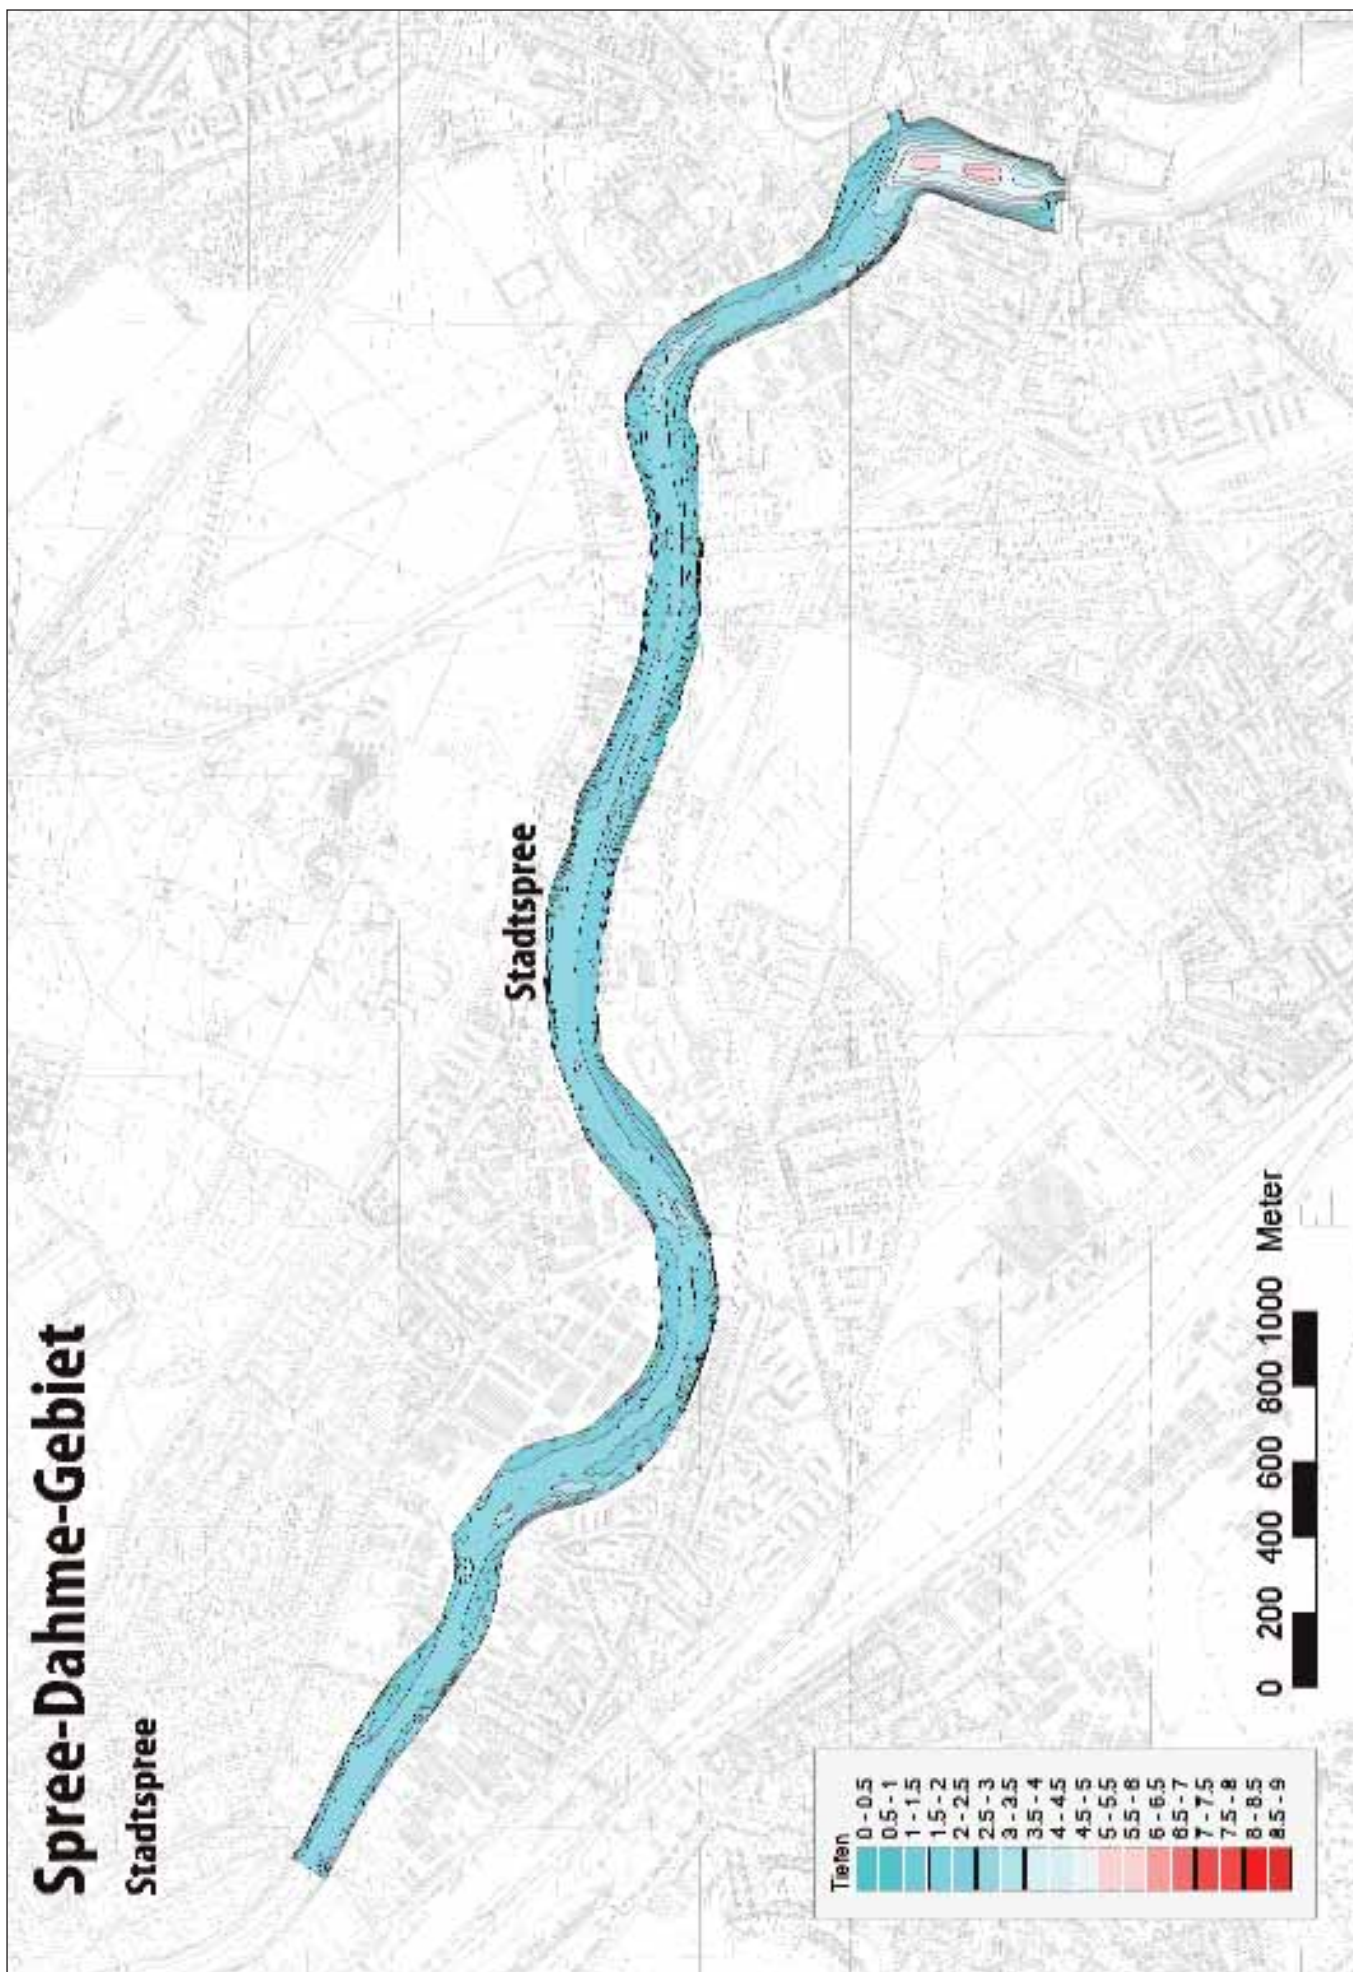 Spree-Dahme-Gebiet
Stadtspree
Stadtspree
Tiefen
0 - 0.5
0.5 - 1
1 - 1.5
1.5 - 2
2 - 2.5
2.5 - 3
3 - 3.5
3.5 - 4
4 - 4.5
4.5 - 5
5 - 5.5
5.5 - 6
6 - 6.5
6.5 - 7
7 - 7.5
7.5 - 8
8 - 8.5
8.5 - 9
0 200 400 600 800 1000 Meter